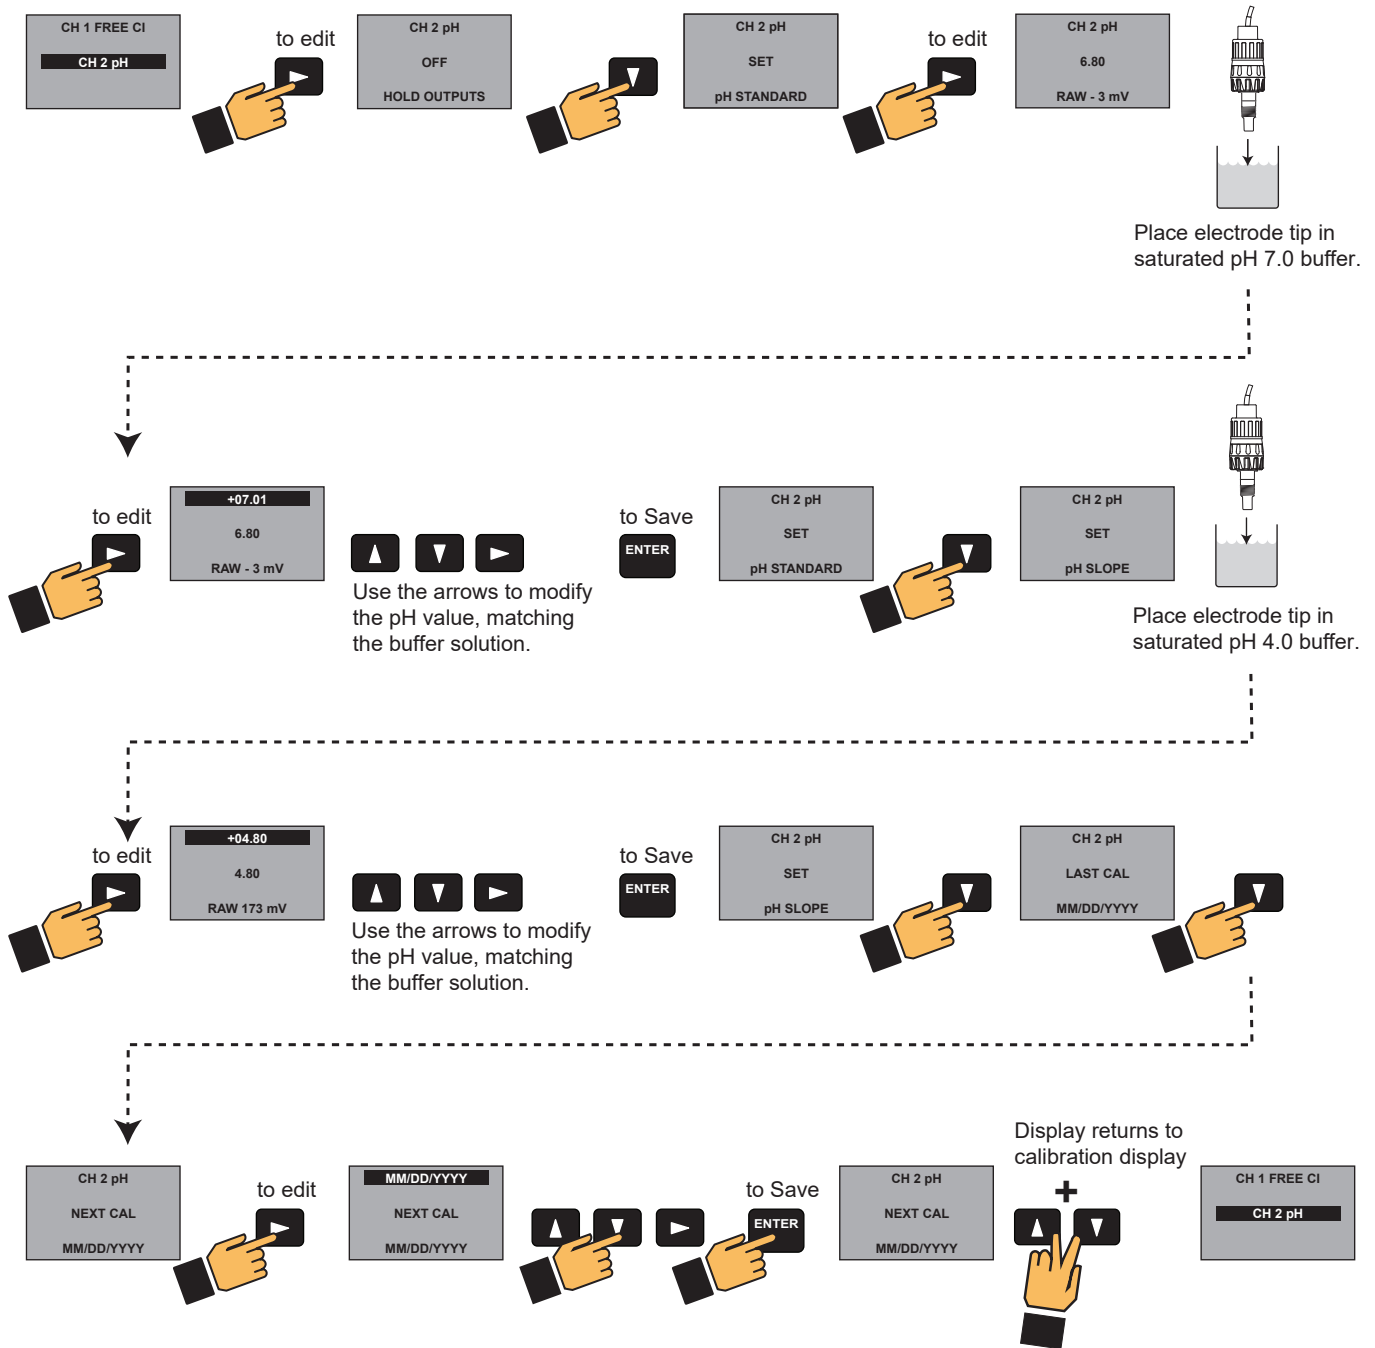 CH 1 FREE Cl
CH 2 pH
to edit
CH 2 pH
OFF
HOLD OUTPUTS
CH 2 pH
SET
pH STANDARD
to edit
CH 2 pH
6.80
RAW - 3 mV
Place electrode tip in
saturated pH 7.0 buffer.
to edit
+07.01
6.80
RAW - 3 mV
Use the arrows to modify
the pH value, matching
the buffer solution.
to Save
ENTER
CH 2 pH
SET
pH STANDARD
CH 2 pH
SET
pH SLOPE
Place electrode tip in
saturated pH 4.0 buffer.
to edit
+04.80
4.80
RAW 173 mV
Use the arrows to modify
the pH value, matching
the buffer solution.
to Save
ENTER
CH 2 pH
SET
pH SLOPE
CH 2 pH
LAST CAL
MM/DD/YYYY
CH 2 pH
NEXT CAL
MM/DD/YYYY
to edit
MM/DD/YYYY
NEXT CAL
MM/DD/YYYY
to Save
ENTER
CH 2 pH
NEXT CAL
MM/DD/YYYY
Display returns to
calibration display
+
CH 1 FREE Cl
CH 2 pH